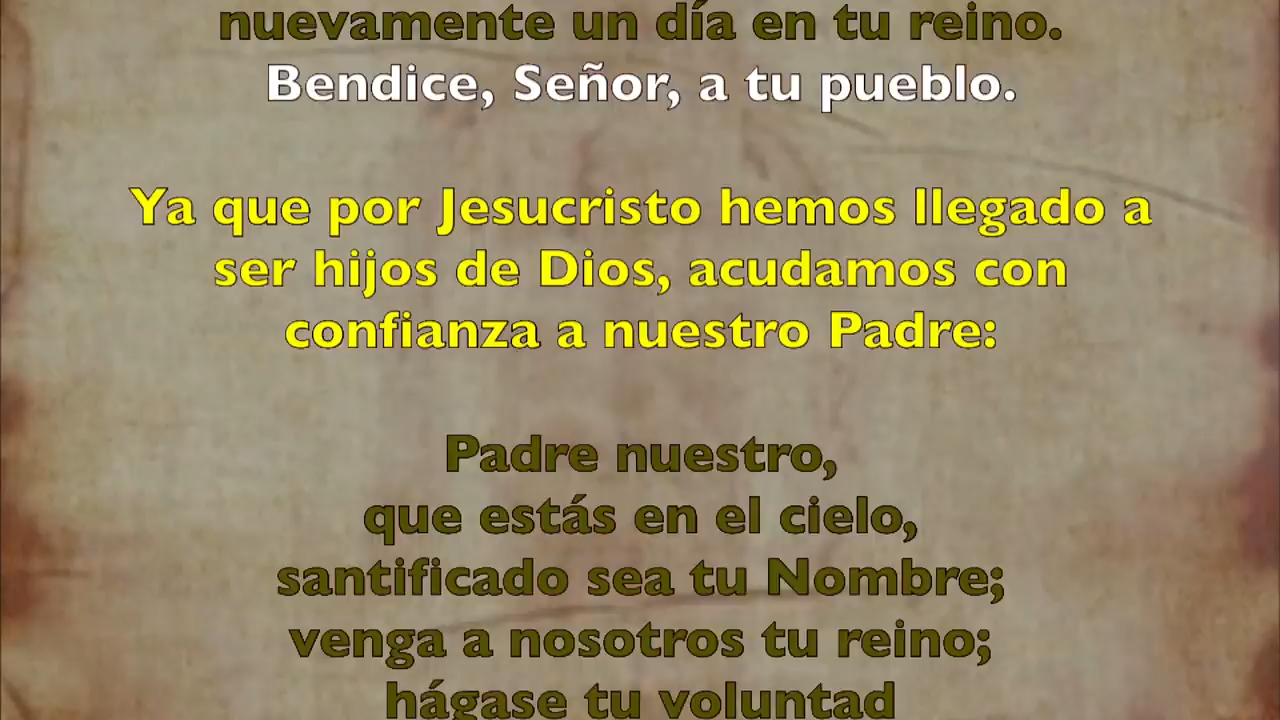 nuevamente un día en tu reino.
Bendice, Señor, a tu pueblo.
Ya que por Jesucristo hemos llegado a
ser hijos de Dios, acudamos con
confianza a nuestro Padre:
Padre nuestro,
que estás en el cielo,
santificado sea tu Nombre;
venga a nosotros tu reino;
hágase tu voluntad